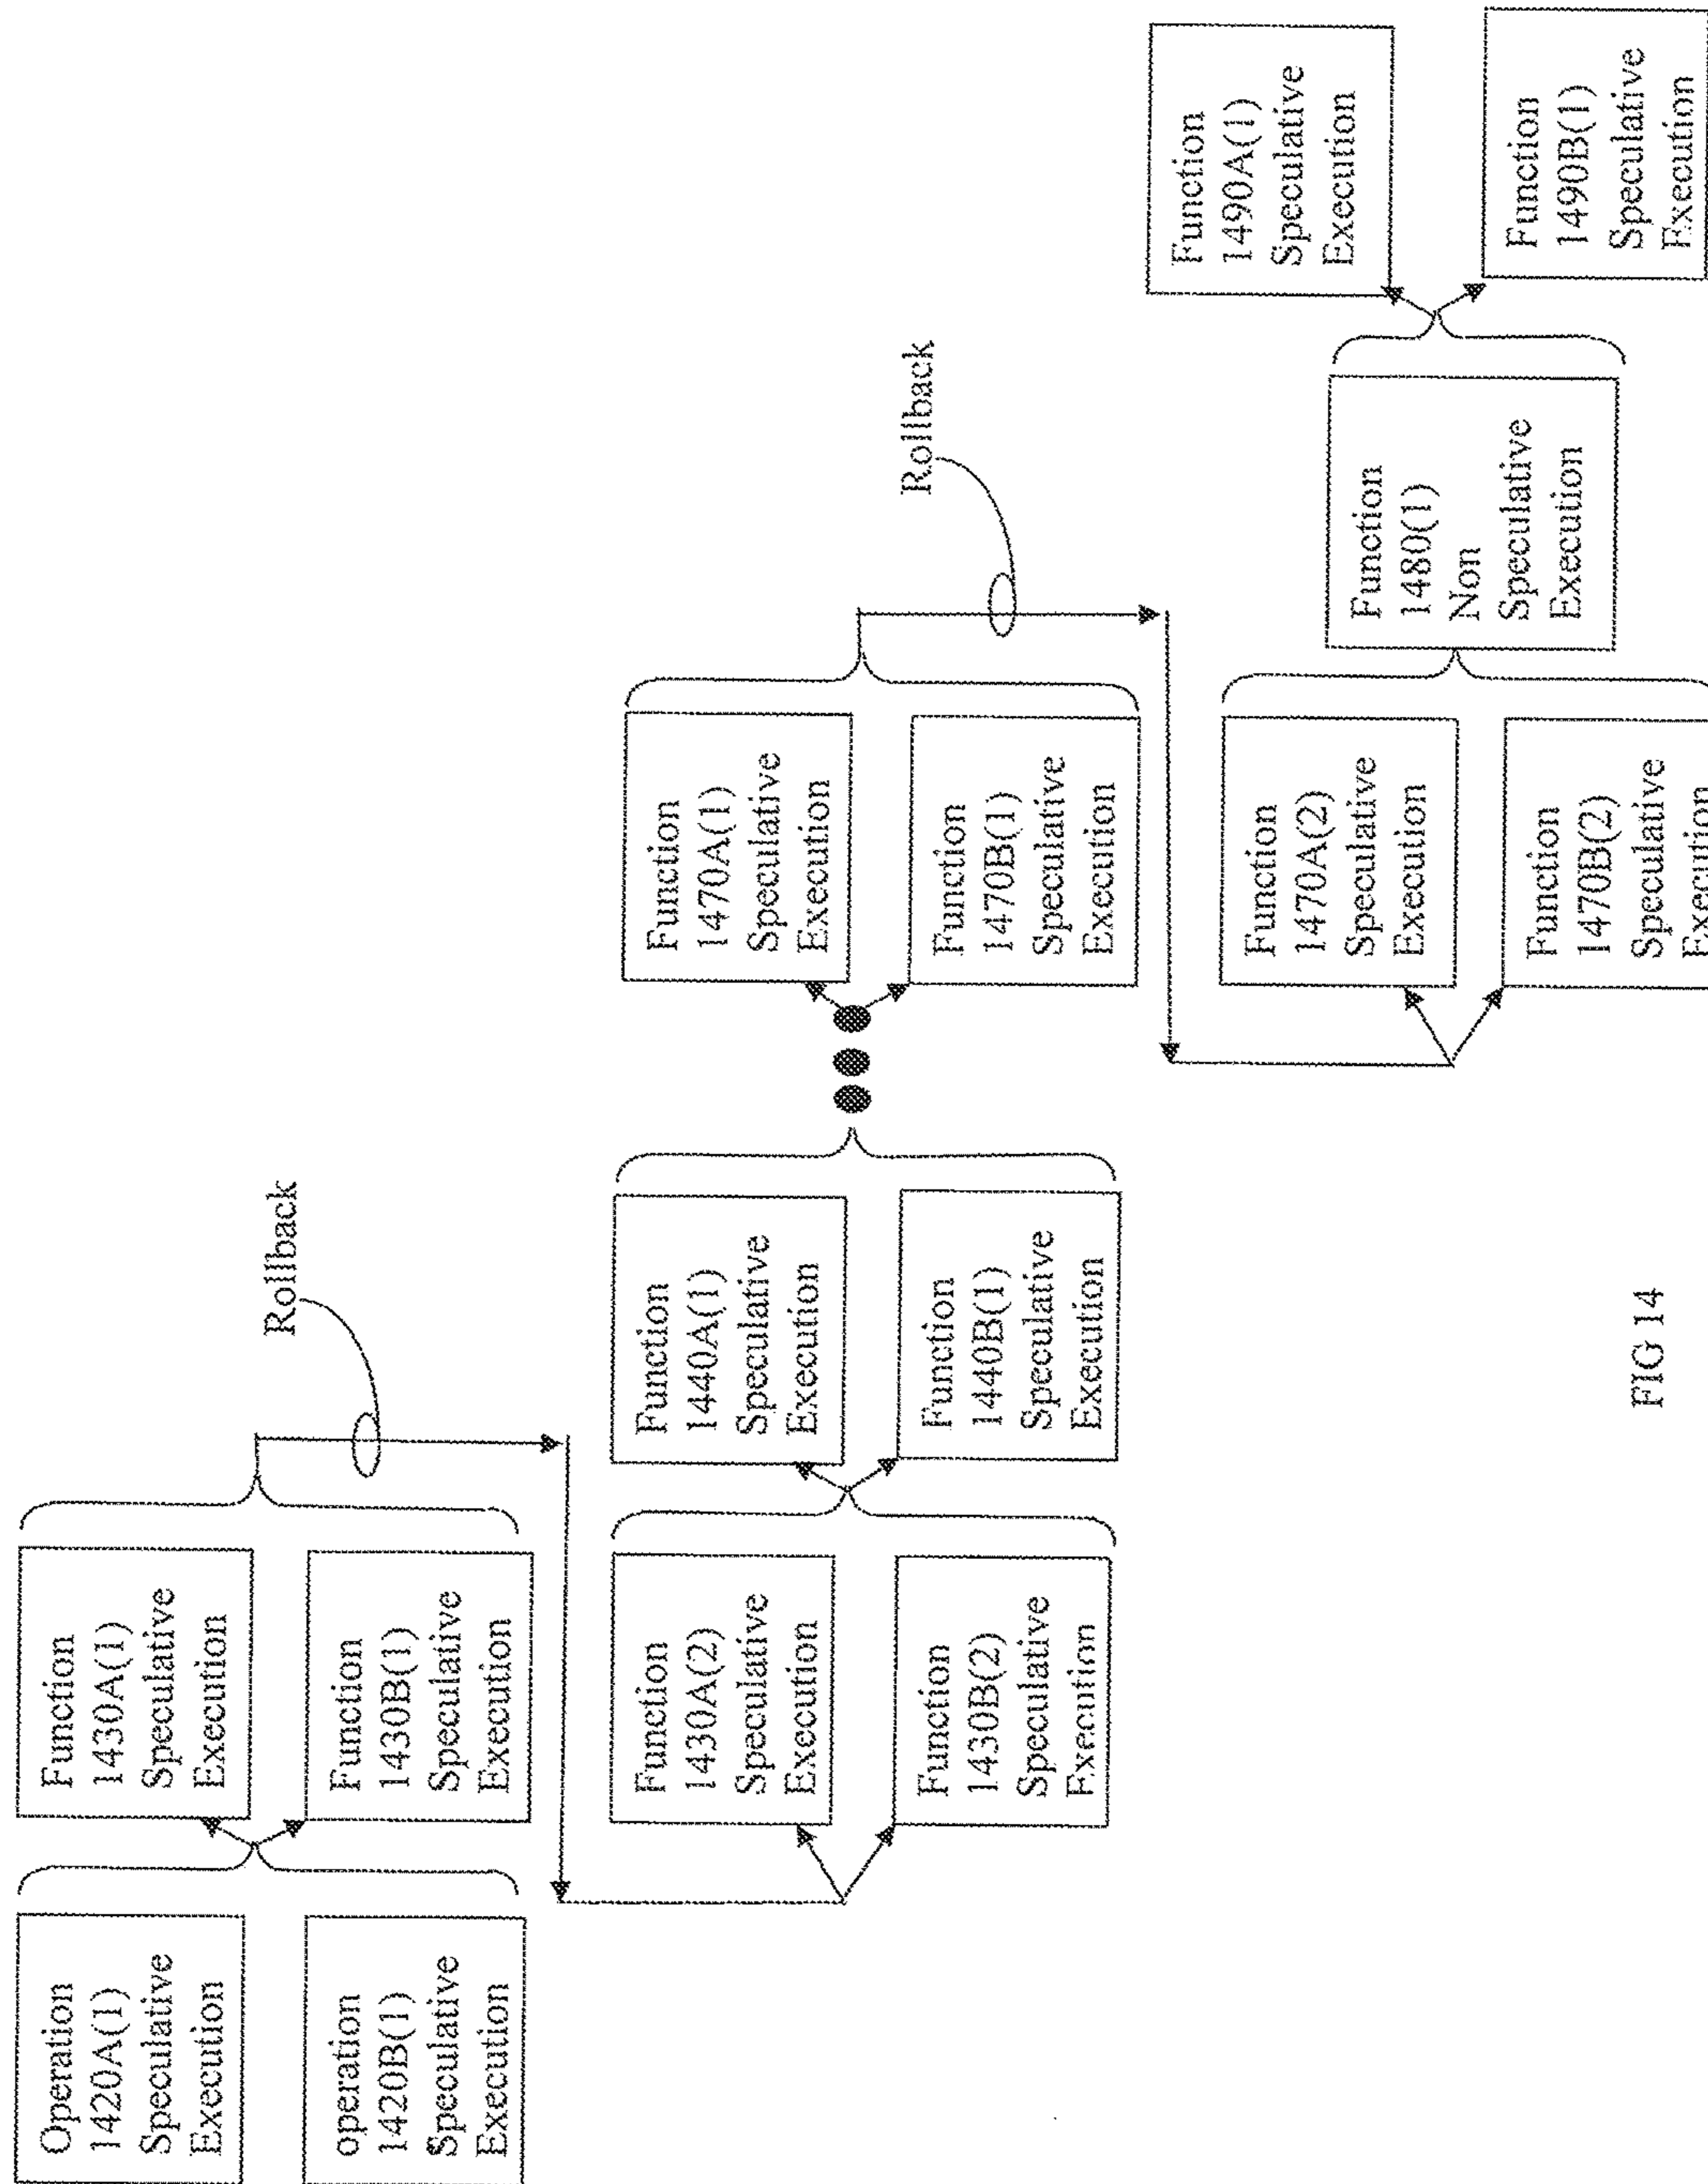 Operation
1420A(1)
Speculative
Execution
operation
1420B(1)
Speculative
Execution
Function
1430A(1)
Speculative
Execution
Function
1430B(1)
Speculative
Execution
Rollback
Function
1430A(2)
Speculative
Execution
Function
1430B(2)
Speculative
Execution
Function
1440A(1)
Speculative
Execution
Function
1440B(1)
Speculative
Execution
Function
1470A(1)
Speculative
Execution
Function
1470B(1)
Speculative
Execution
Rollback
Function
1470A(2)
Speculative
Execution
Function
1470B(2)
Speculative
Execution
Function
1480(1)
Non
Speculative
Execution
Function
1490A(1)
Speculative
Execution
Function
1490B(1)
Speculative
Execution
FIG 14